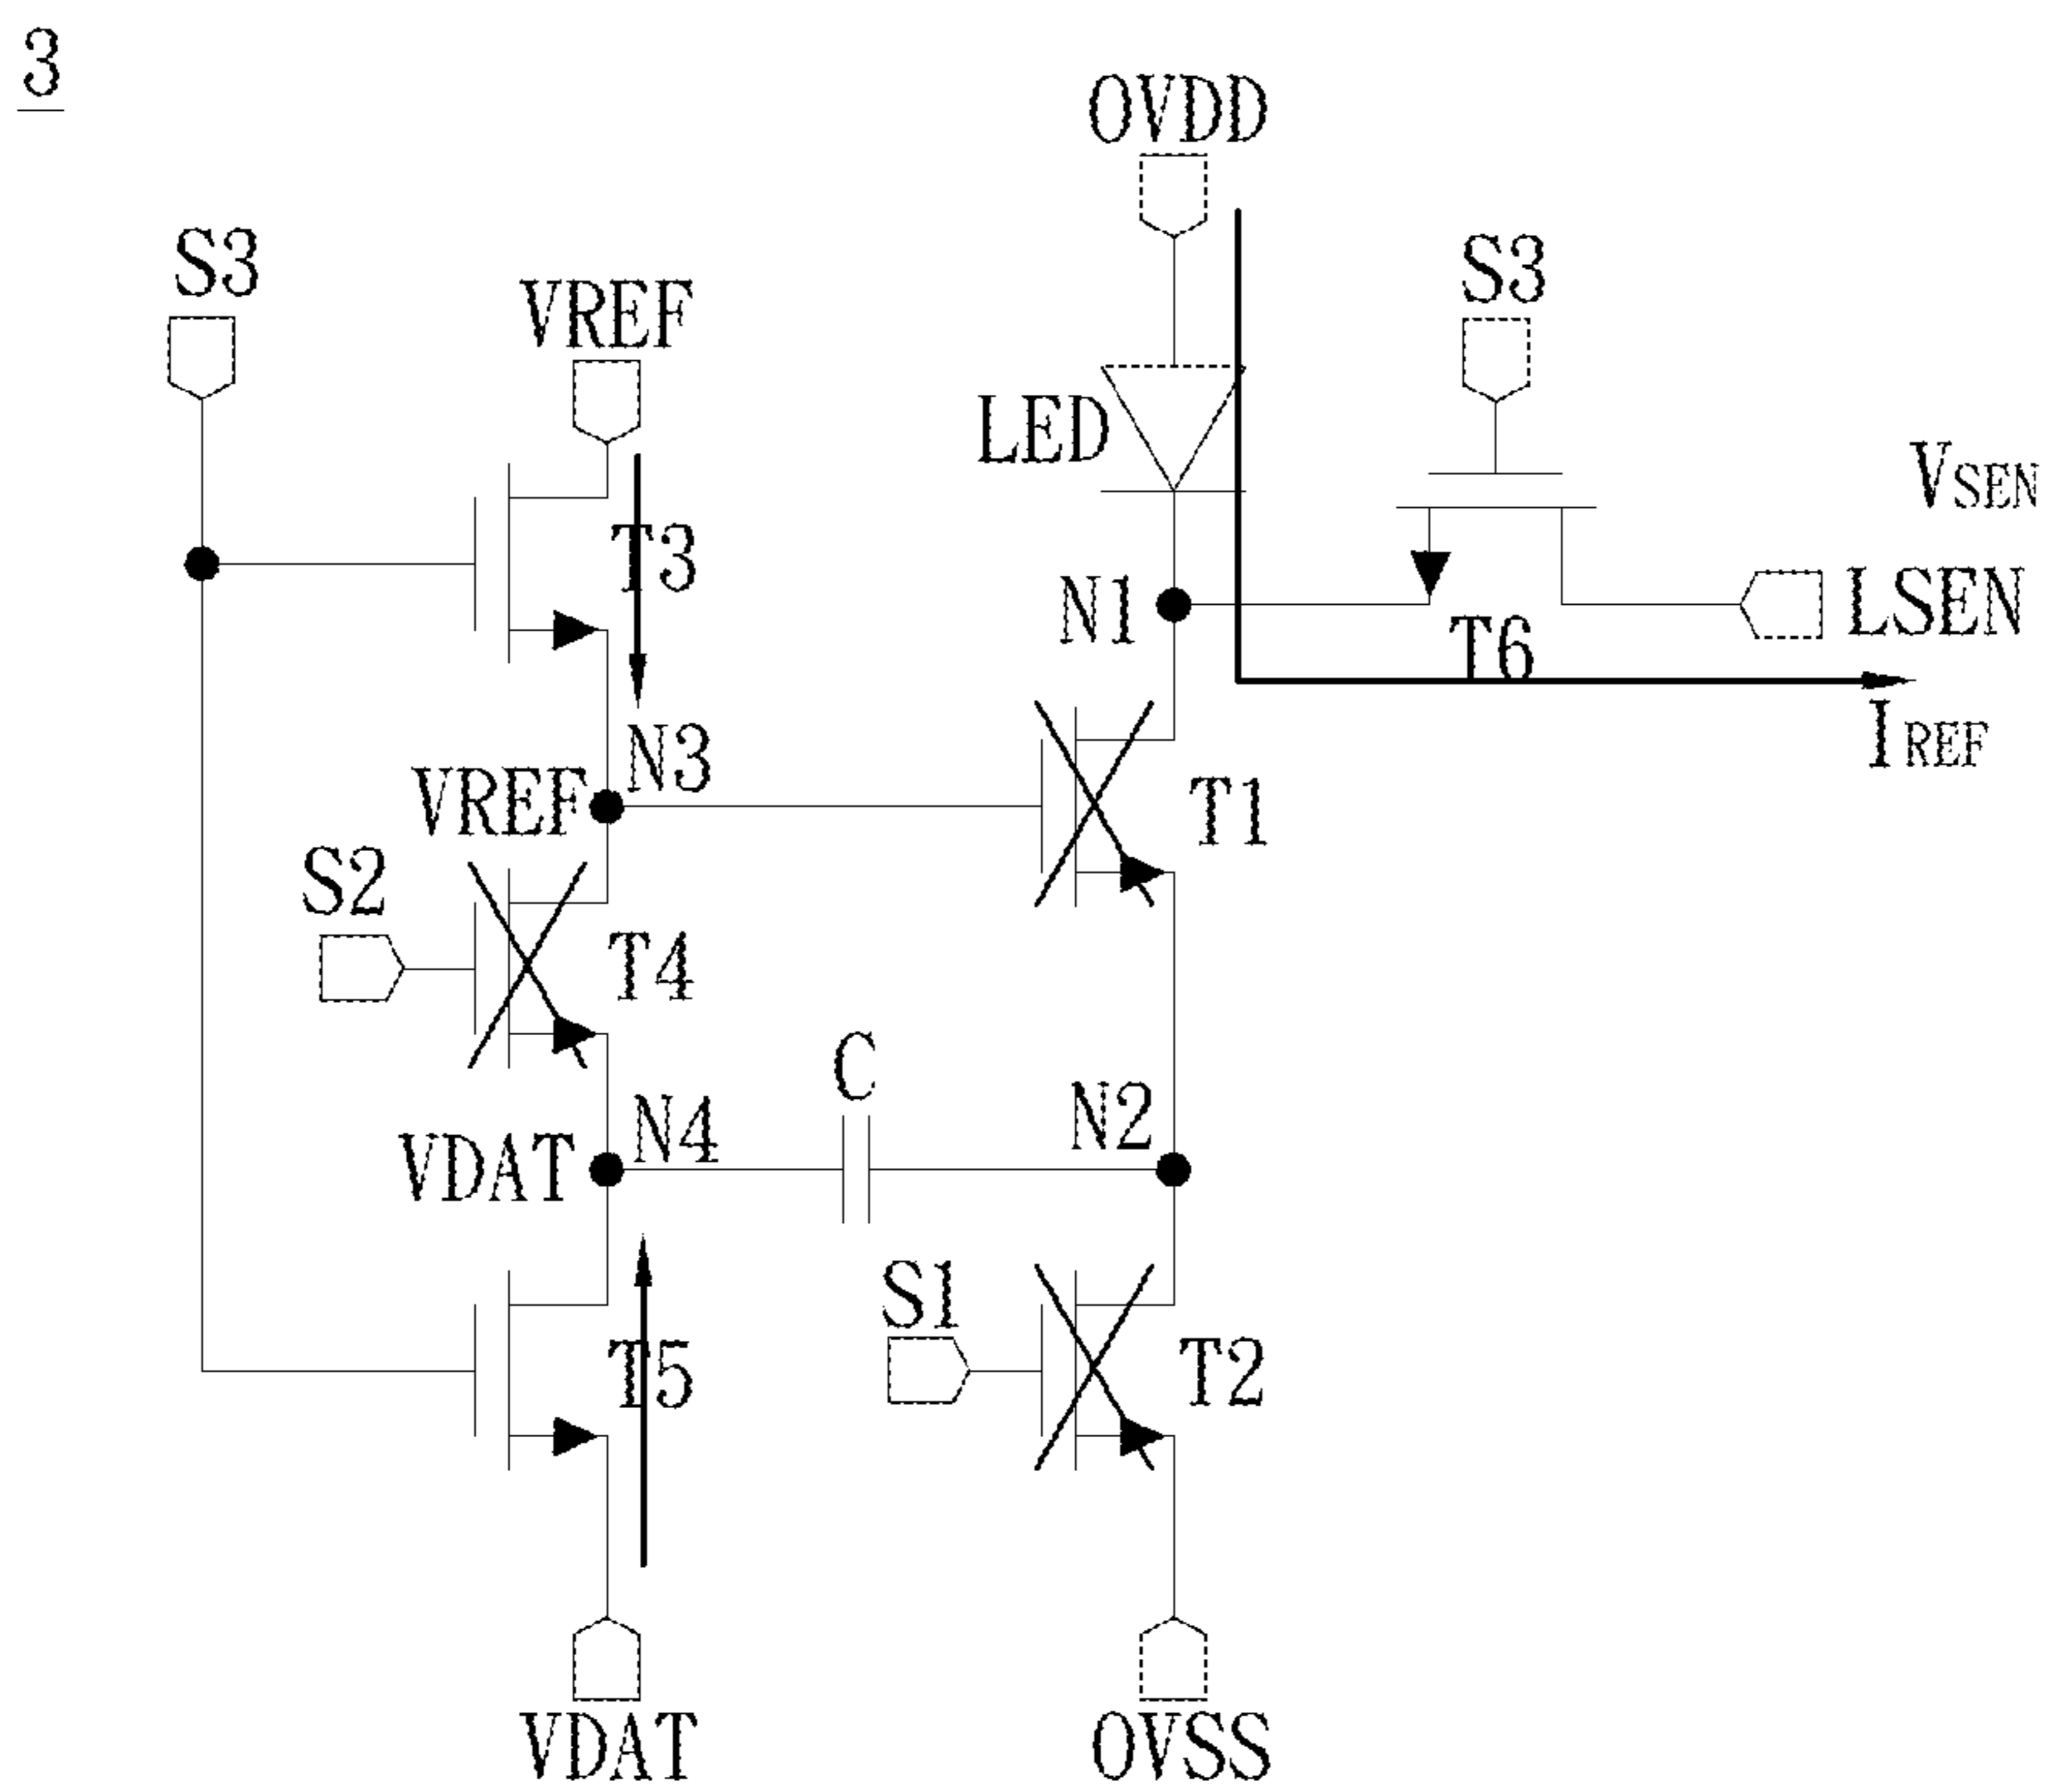 3
OVDD
S3
S3
VREF
LED
VSEN
T3
N1
LSEN
T6
IREF
N3
VREF
T1
S2
T4
C
N4
N2
VDAT
S1
T5
T2
VDAT
OVSS